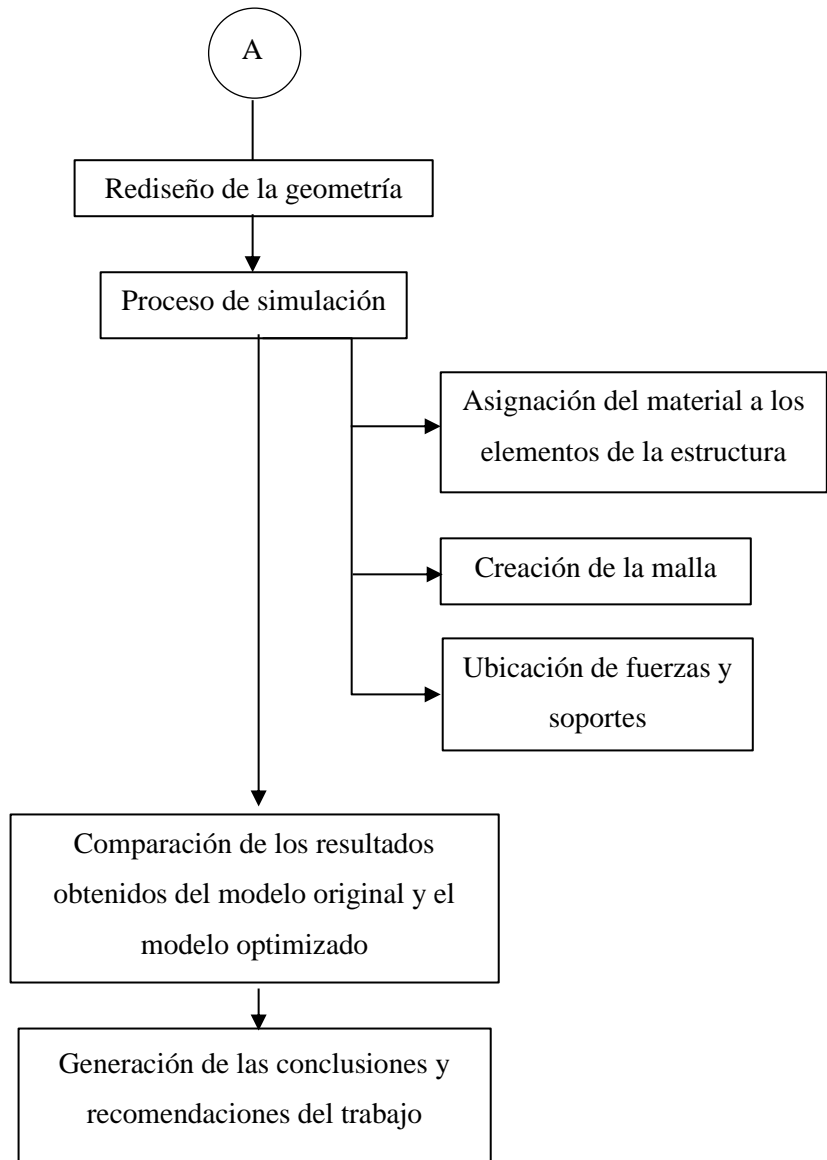 A
Rediseño de la geometría
Proceso de simulación
Asignación del material a los
elementos de la estructura
Creación de la malla
Ubicación de fuerzas y
soportes
Comparación de los resultados
obtenidos del modelo original y el
modelo optimizado
Generación de las conclusiones y
recomendaciones del trabajo